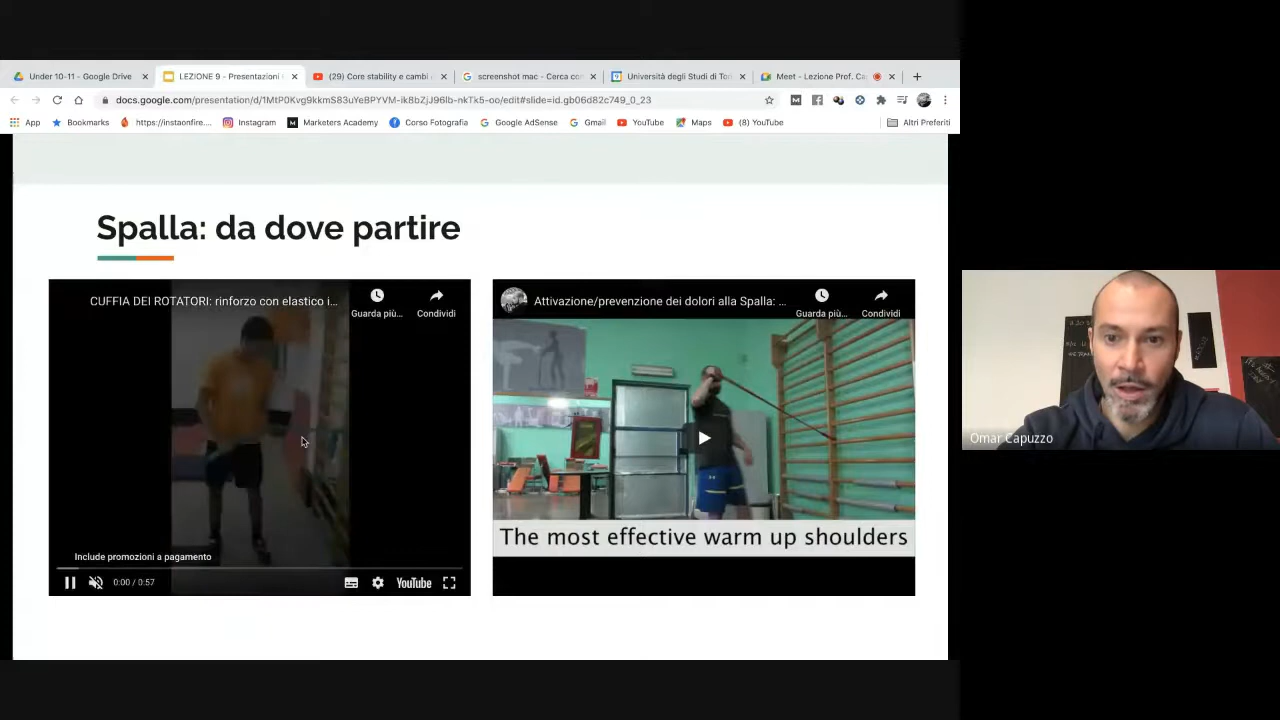 Under 10-11 - Google Drive
LEZIONE 9 - Presentazioni
(29) Core stability e cambi
screenshot mac - Cerca con
Università degli Studi di Tori
Meet - Lezione Prof. Ca
docs.google.com/presentation/d/1MtP0Kvg9kkmS83uYeBPYVM-ik8bZjJ96lb-nkTk5-oo/edit#slide=id.gb06d82c749_0_23
App
Bookmarks
https://instaonfire....
Instagram
Marketers Academy
Corso Fotografia
Google AdSense
Gmail
YouTube
Maps
(8) YouTube
Altri Preferiti
Spalla: da dove partire
CUFFIA DEI ROTATORI: rinforzo con elastico i...
Guarda più...
Condividi
Include promozioni a pagamento
0:00 / 0:57
YouTube
Attivazione/prevenzione dei dolori alla Spalla: ...
Guarda più...
Condividi
The most effective warm up shoulders
Omar Capuzzo